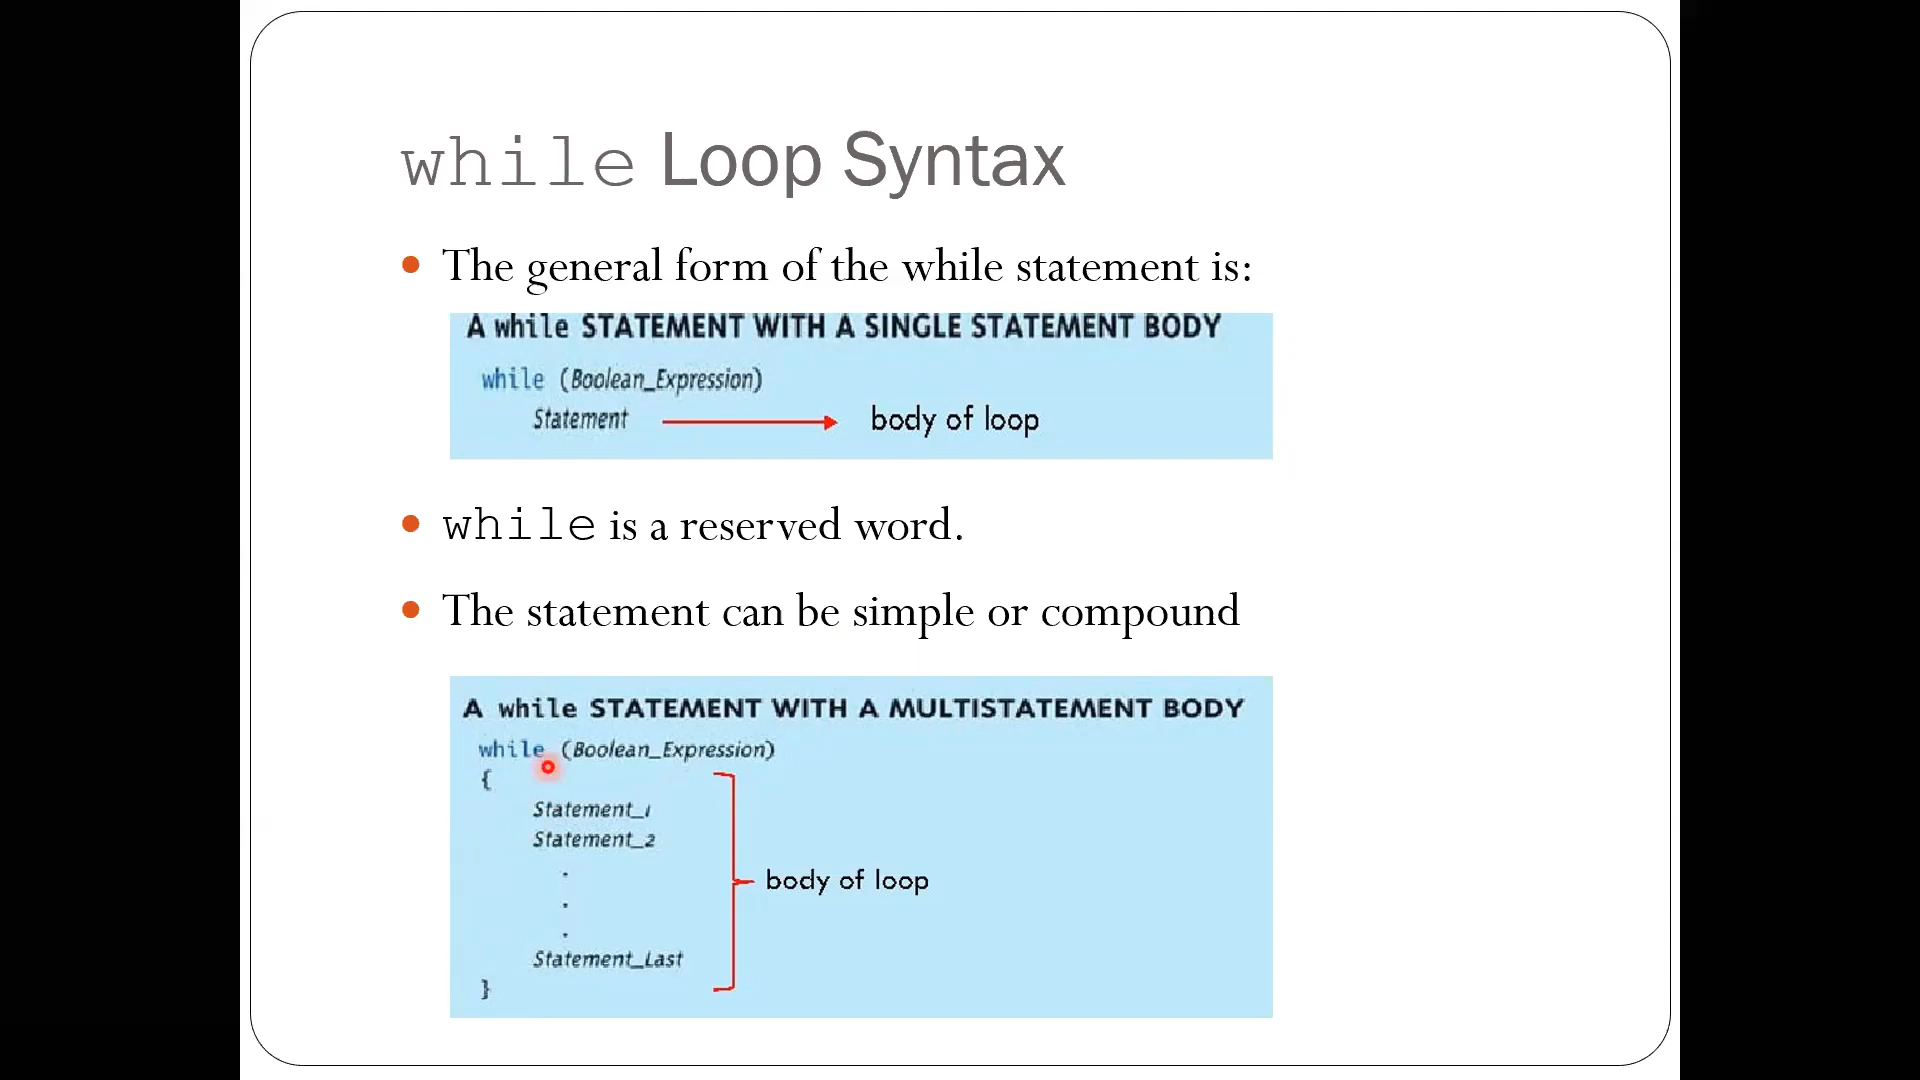 while Loop Syntax
• The general form of the while statement is:
A while STATEMENT WITH A SINGLE STATEMENT BODY
while (Boolean_Expression)
Statement body of loop
• while is a reserved word.
• The statement can be simple or compound
A while STATEMENT WITH A MULTISTATEMENT BODY
while (Boolean_Expression)
{
Statement_1
Statement_2
.
.
.
body of loop
Statement_Last
}